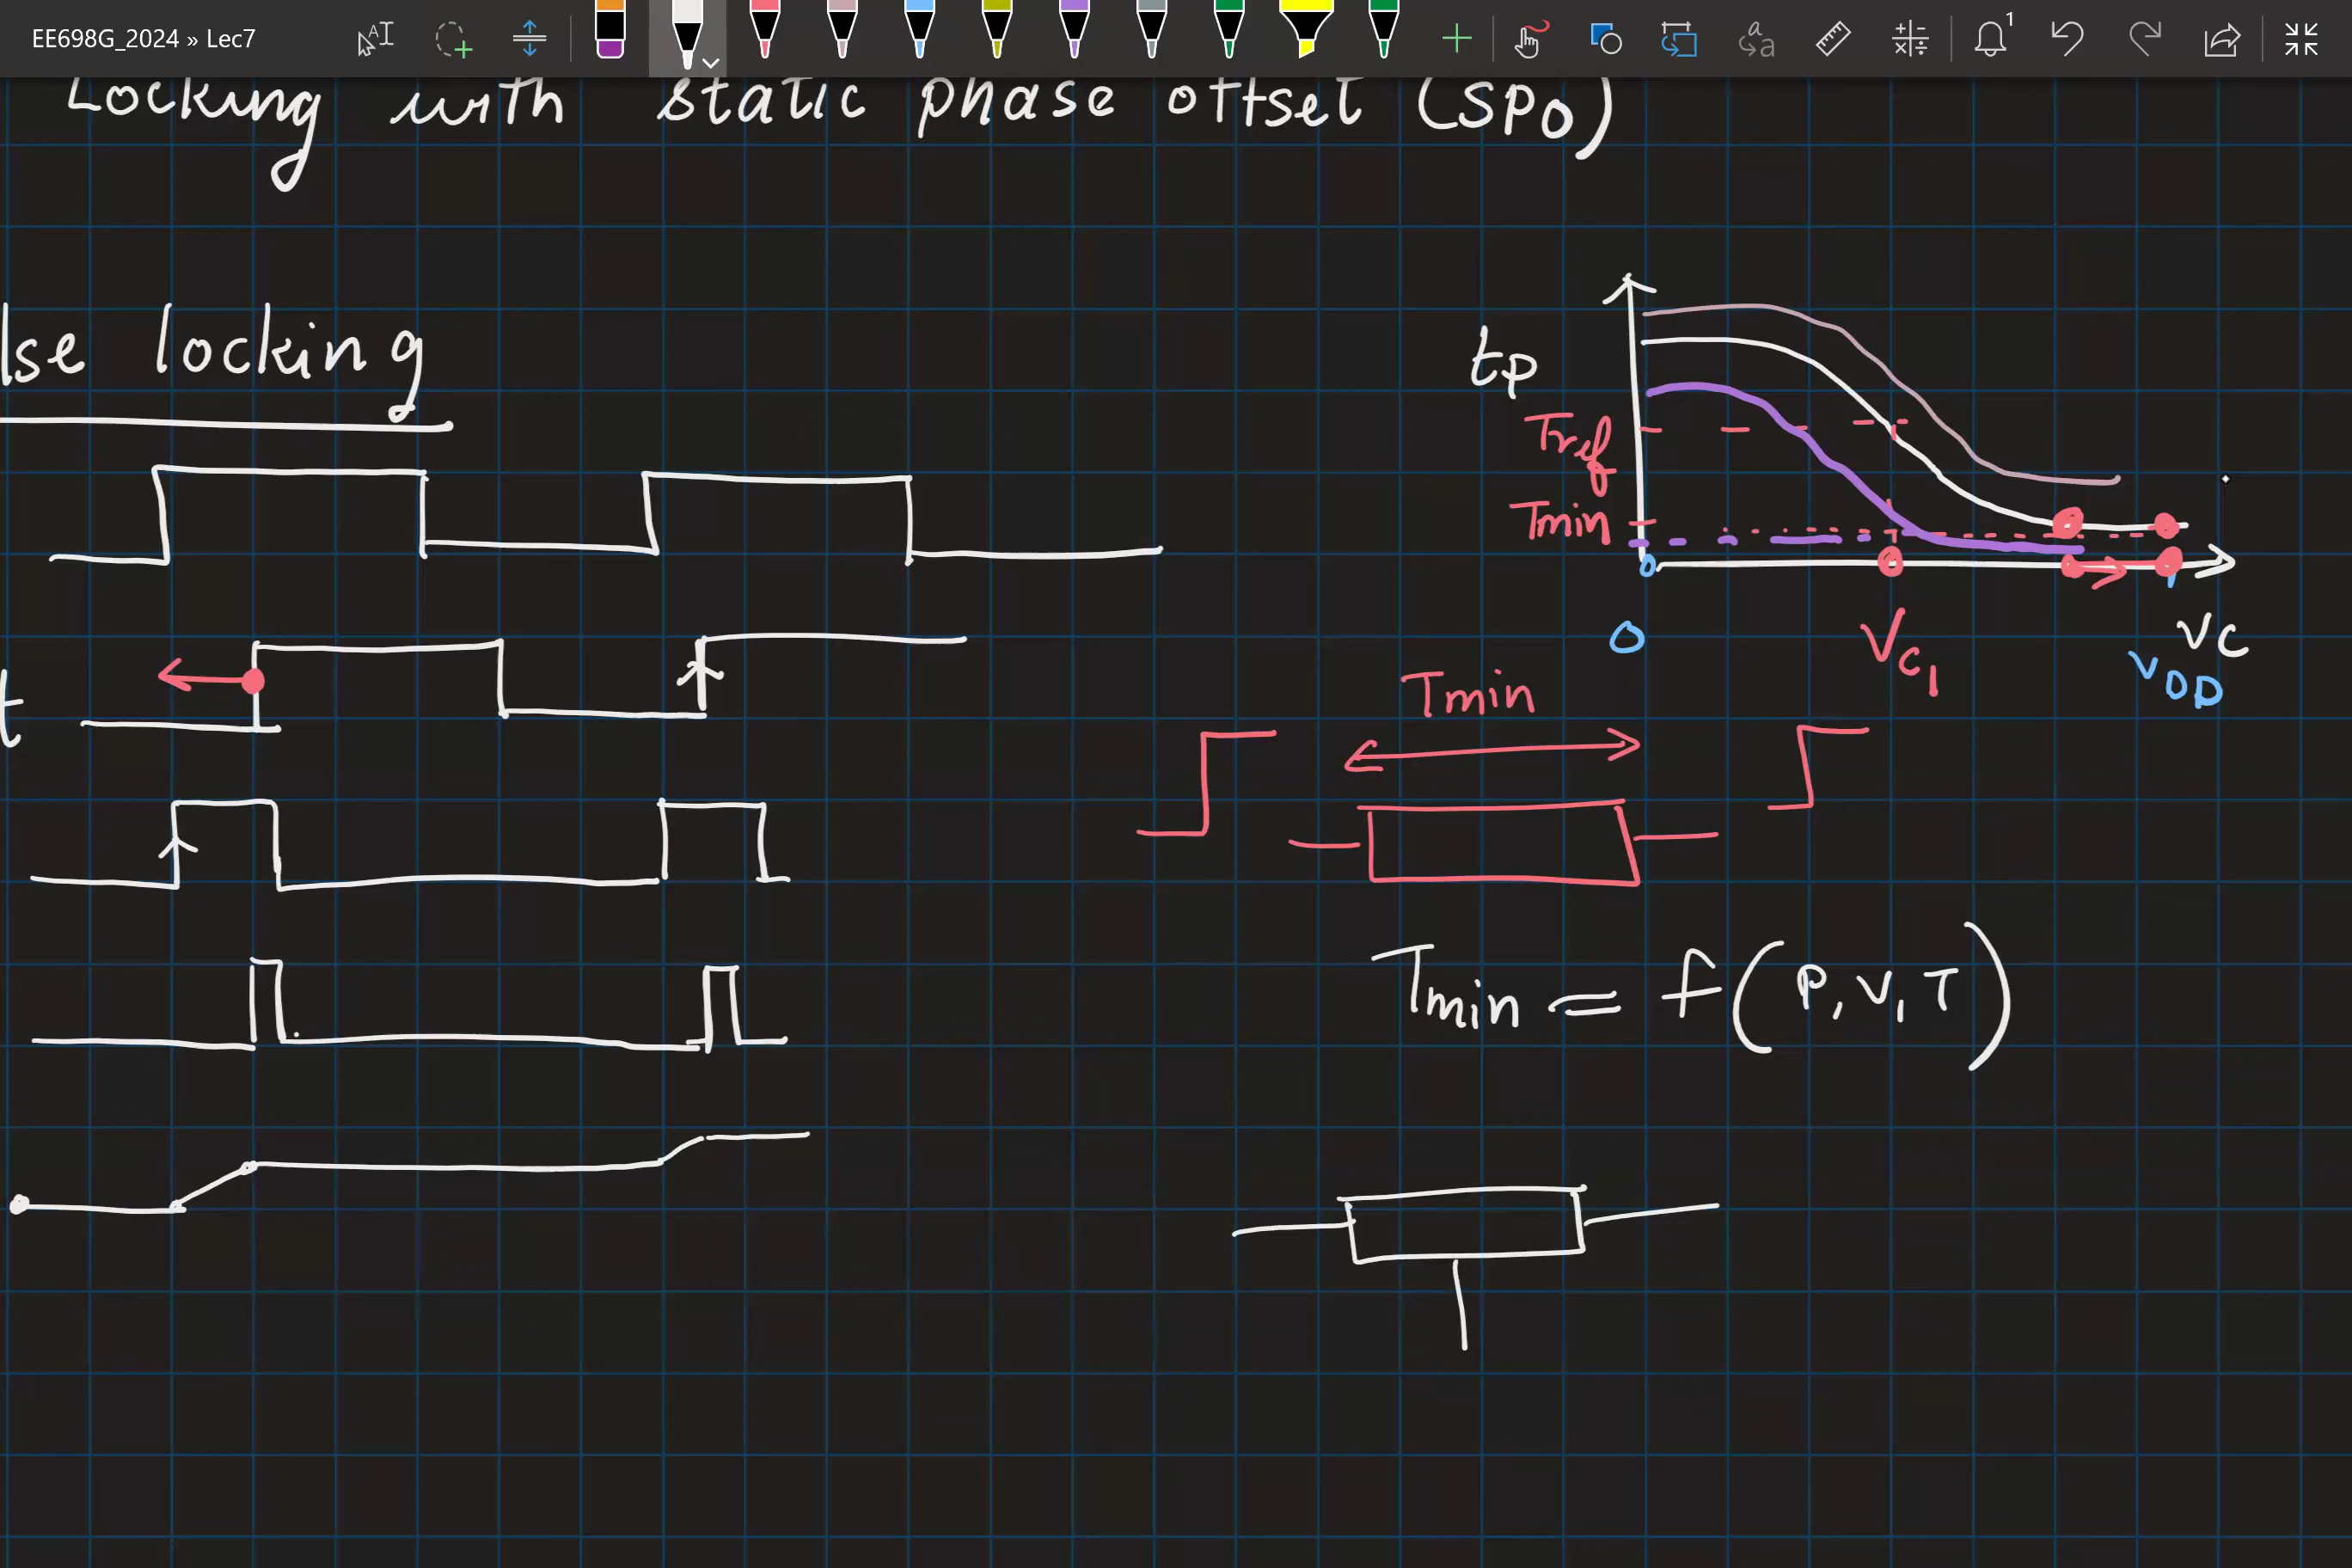 EE698G_2024 » Lec7
Locking with static phase offset (SPO)
lse locking
tp
Tref
Tmin
0
0
Vc1
Vc
VDD
t
Tmin
Tmin = f(P, V, T)